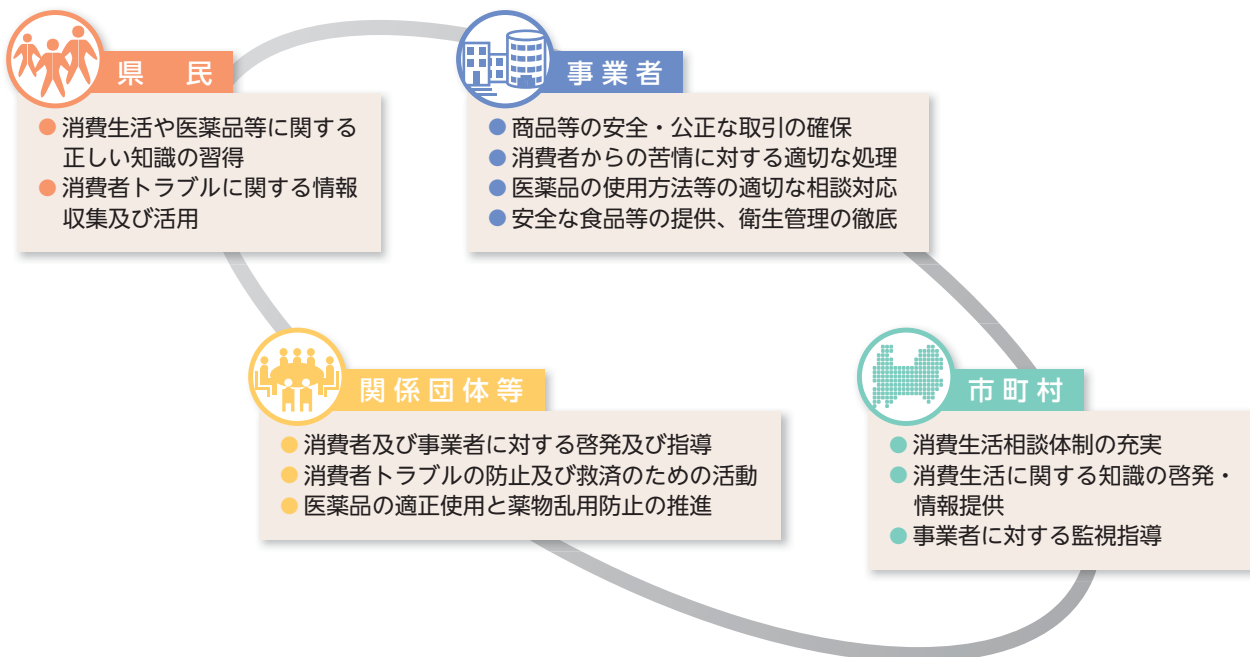 県 民
● 消費生活や医薬品等に関する
正しい知識の習得
● 消費者トラブルに関する情報
収集及び活用
事業者
● 商品等の安全・公正な取引の確保
● 消費者からの苦情に対する適切な処理
● 医薬品の使用方法等の適切な相談対応
● 安全な食品等の提供、衛生管理の徹底
関係団体等
● 消費者及び事業者に対する啓発及び指導
● 消費者トラブルの防止及び救済のための活動
● 医薬品の適正使用と薬物乱用防止の推進
市町村
● 消費生活相談体制の充実
● 消費生活に関する知識の啓発・
情報提供
● 事業者に対する監視指導